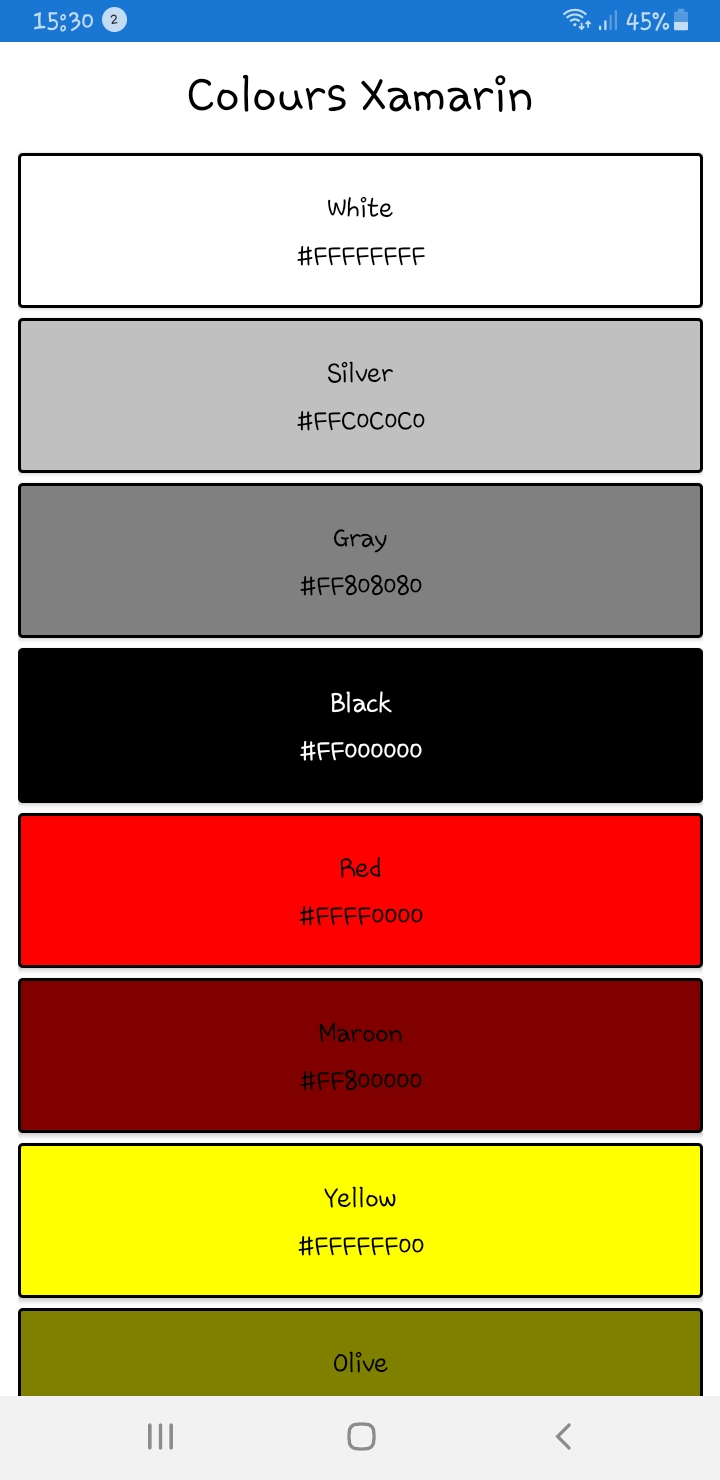 15:30 2 45%
Colours Xamarin
White
#FFFFFFFF
Silver
#FFC0C0C0
Gray
#FF808080
Black
#FF000000
Red
#FFFF0000
Maroon
#FF800000
Yellow
#FFFFFF00
Olive